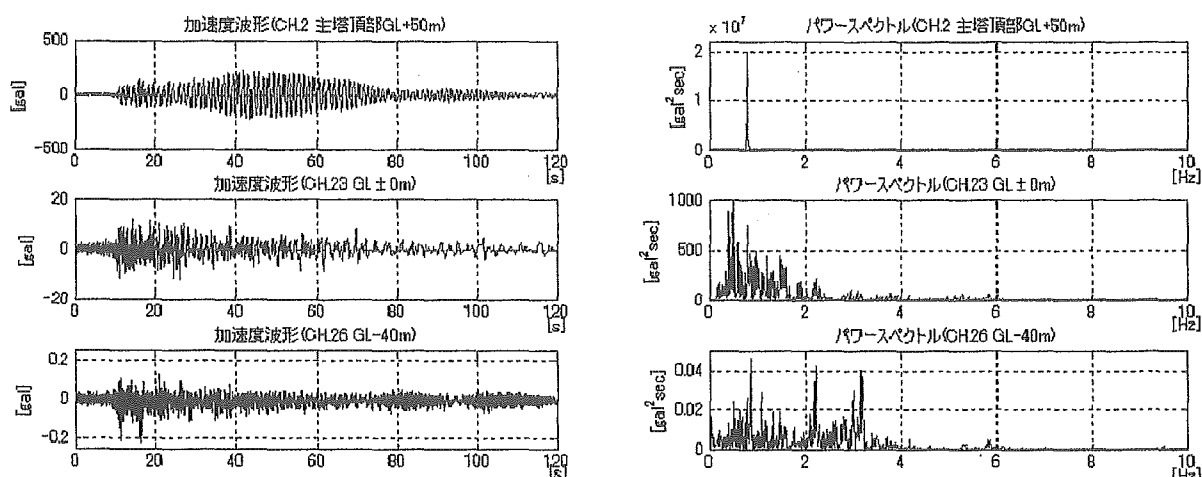 加速度波形(CH.2 主塔頂部GL+50m)
500
0
-500
[gal]
0 20 40 60 80 100 120
[s]
加速度波形(CH.23 GL±0m)
20
0
-20
[gal]
0 20 40 60 80 100 120
[s]
加速度波形(CH.26 GL-40m)
0.2
0
-0.2
[gal]
0 20 40 60 80 100 120
[s]
パワースペクトル(CH.2 主塔頂部GL+50m)
× 10⁷
2
1
0
[gal² sec]
0 2 4 6 8 10
[Hz]
パワースペクトル(CH.23 GL±0m)
1000
500
0
[gal² sec]
0 2 4 6 8 10
[Hz]
パワースペクトル(CH.26 GL-40m)
0.04
0.02
0
[gal² sec]
0 2 4 6 8 10
[Hz]